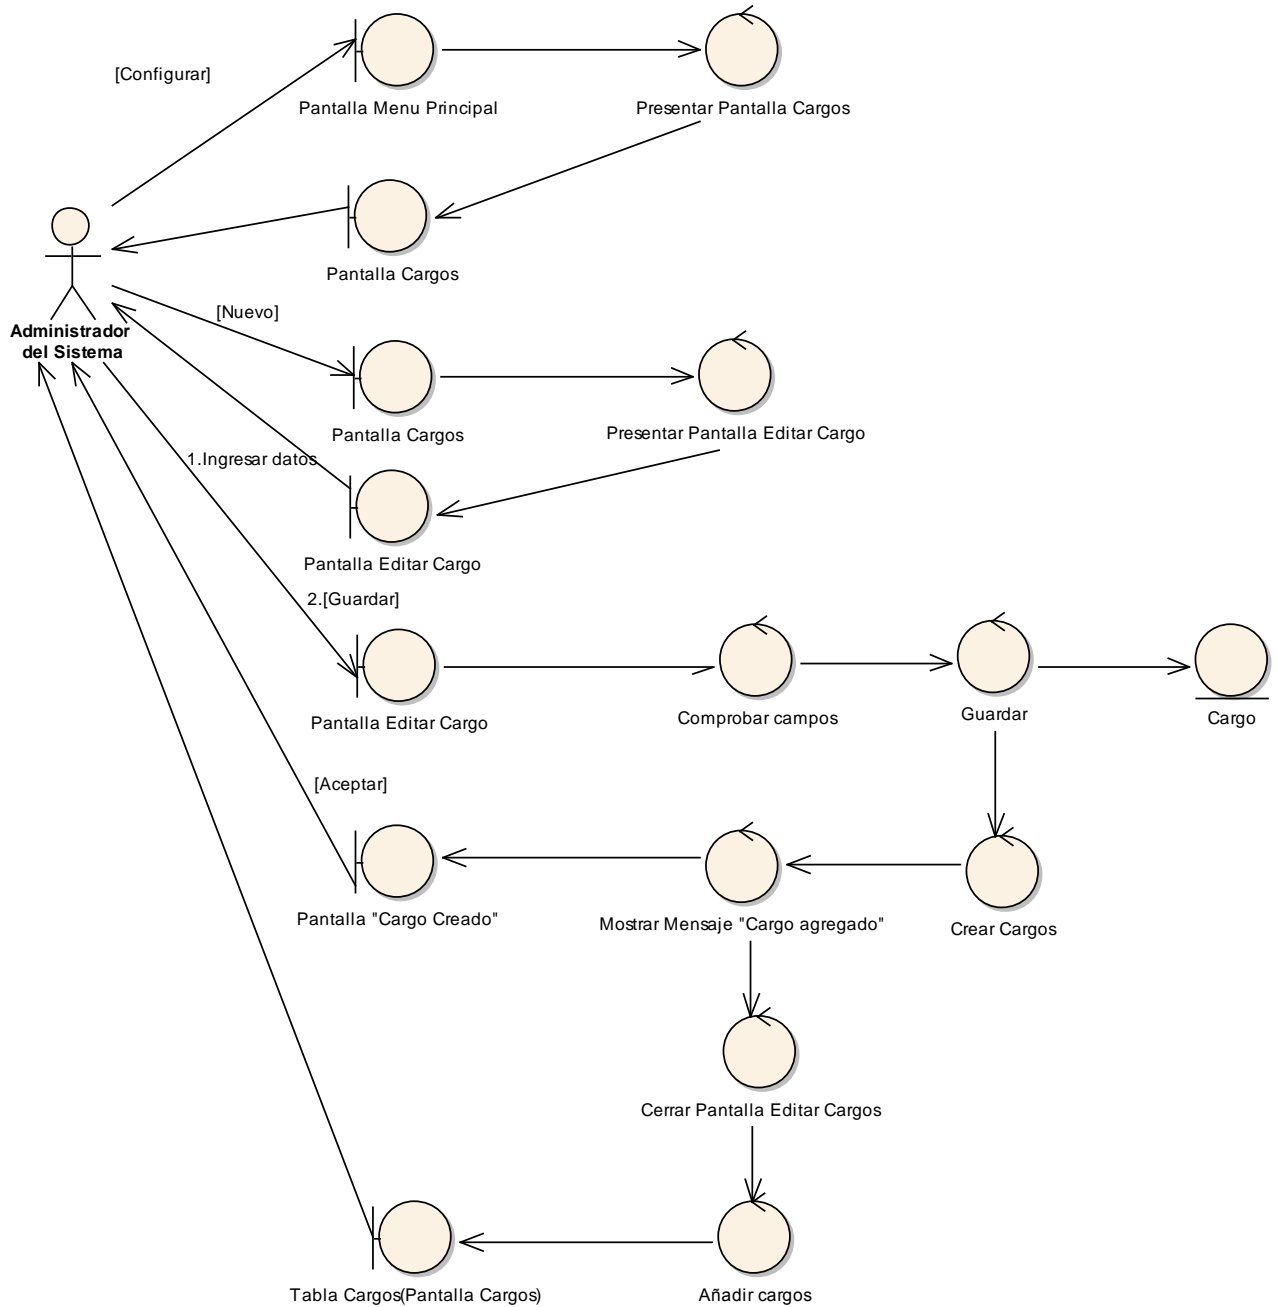 [Configurar]
Pantalla Menu Principal
Presentar Pantalla Cargos
Pantalla Cargos
[Nuevo]
Administrador
del Sistema
Pantalla Cargos
Presentar Pantalla Editar Cargo
1.Ingresar datos
Pantalla Editar Cargo
2.[Guardar]
Pantalla Editar Cargo
Comprobar campos
Guardar
Cargo
[Aceptar]
Pantalla "Cargo Creado"
Mostrar Mensaje "Cargo agregado"
Crear Cargos
Cerrar Pantalla Editar Cargos
Tabla Cargos(Pantalla Cargos)
Añadir cargos